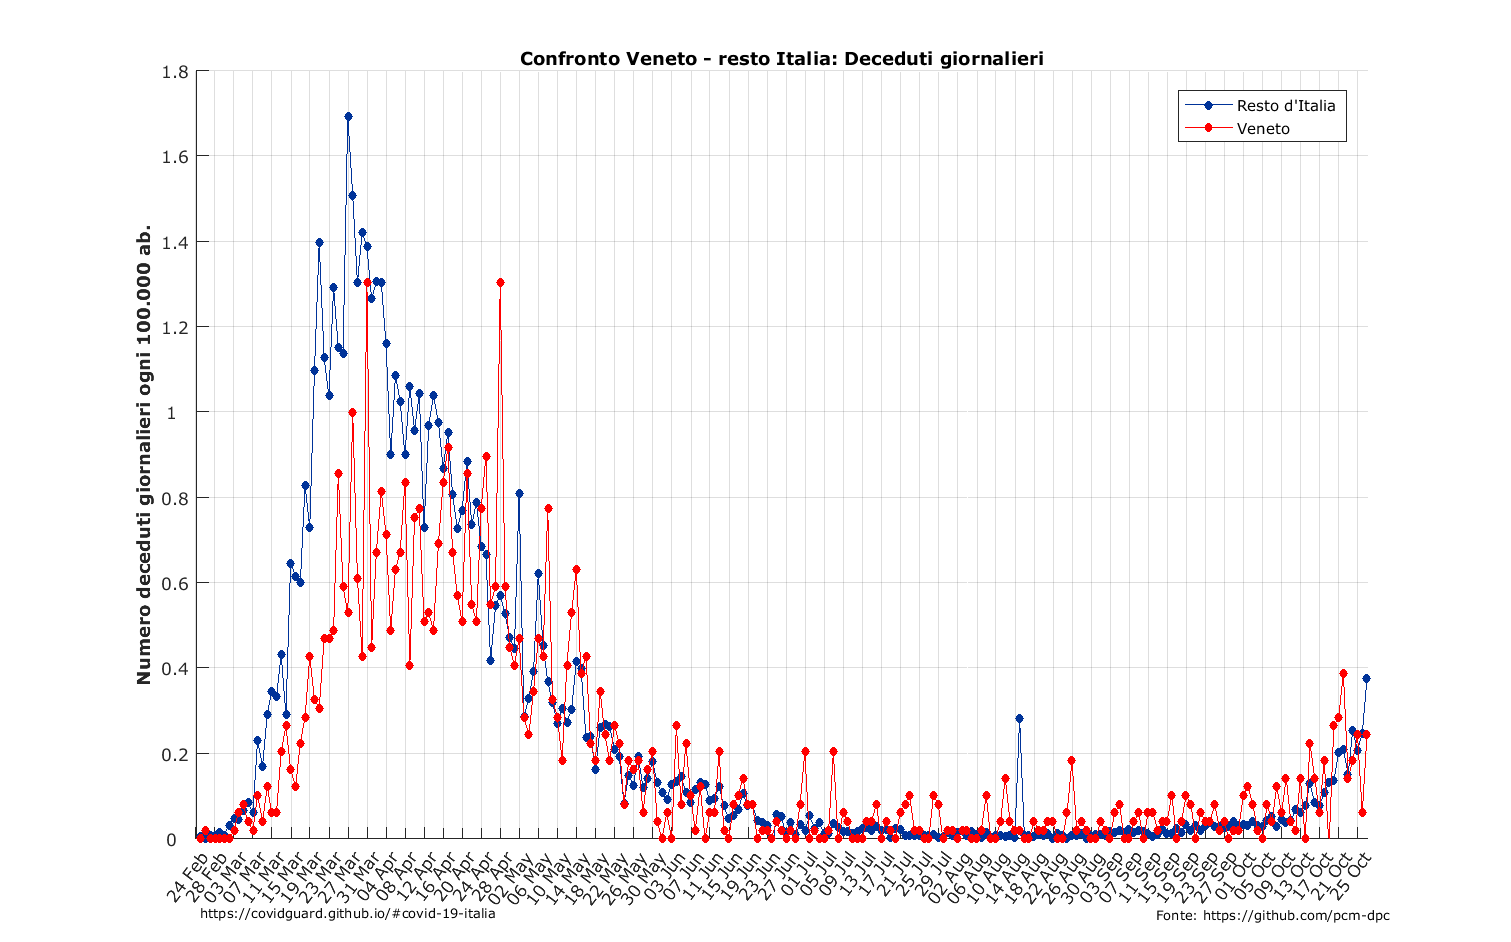 Confronto Veneto - resto Italia: Deceduti giornalieri
Resto d'Italia
Veneto
Numero deceduti giornalieri ogni 100.000 ab.
1.8
1.6
1.4
1.2
1
0.8
0.6
0.4
0.2
0
24 Feb
28 Feb
03 Mar
07 Mar
11 Mar
15 Mar
19 Mar
23 Mar
27 Mar
31 Mar
04 Apr
08 Apr
12 Apr
16 Apr
20 Apr
24 Apr
28 Apr
02 May
06 May
10 May
14 May
18 May
22 May
26 May
30 May
03 Jun
07 Jun
11 Jun
15 Jun
19 Jun
23 Jun
27 Jun
01 Jul
05 Jul
09 Jul
13 Jul
17 Jul
21 Jul
25 Jul
29 Jul
02 Aug
06 Aug
10 Aug
14 Aug
18 Aug
22 Aug
26 Aug
30 Aug
03 Sep
07 Sep
11 Sep
15 Sep
19 Sep
23 Sep
27 Sep
01 Oct
05 Oct
09 Oct
13 Oct
17 Oct
21 Oct
25 Oct
https://covidguard.github.io/#covid-19-italia
Fonte: https://github.com/pcm-dpc